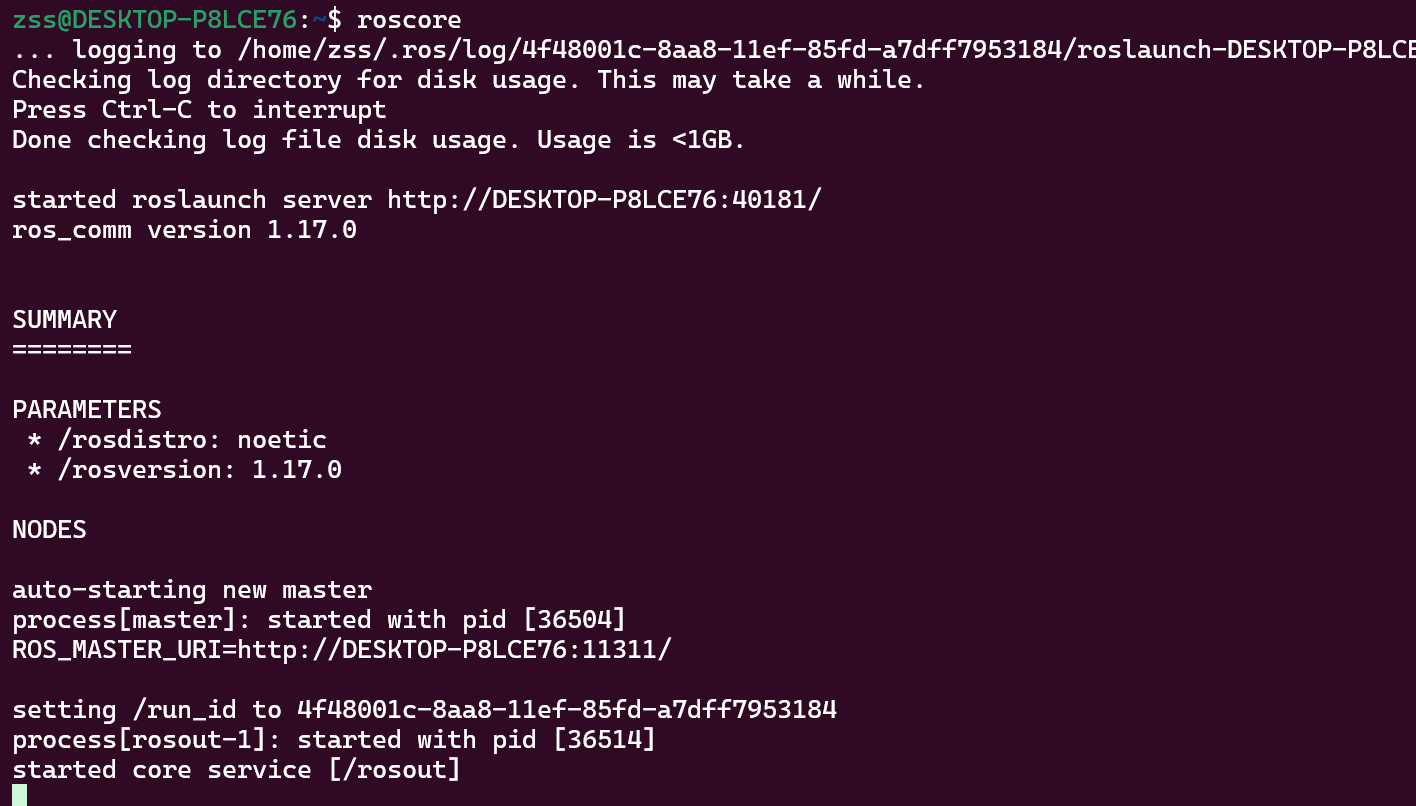 zss@DESKTOP-P8LCE76:~$ roscore
... logging to /home/zss/.ros/log/4f48001c-8aa8-11ef-85fd-a7dff7953184/roslaunch-DESKTOP-P8LCE
Checking log directory for disk usage. This may take a while.
Press Ctrl-C to interrupt
Done checking log file disk usage. Usage is <1GB.
started roslaunch server http://DESKTOP-P8LCE76:40181/
ros_comm version 1.17.0
SUMMARY
========
PARAMETERS
 * /rosdistro: noetic
 * /rosversion: 1.17.0
NODES
auto-starting new master
process[master]: started with pid [36504]
ROS_MASTER_URI=http://DESKTOP-P8LCE76:11311/
setting /run_id to 4f48001c-8aa8-11ef-85fd-a7dff7953184
process[rosout-1]: started with pid [36514]
started core service [/rosout]